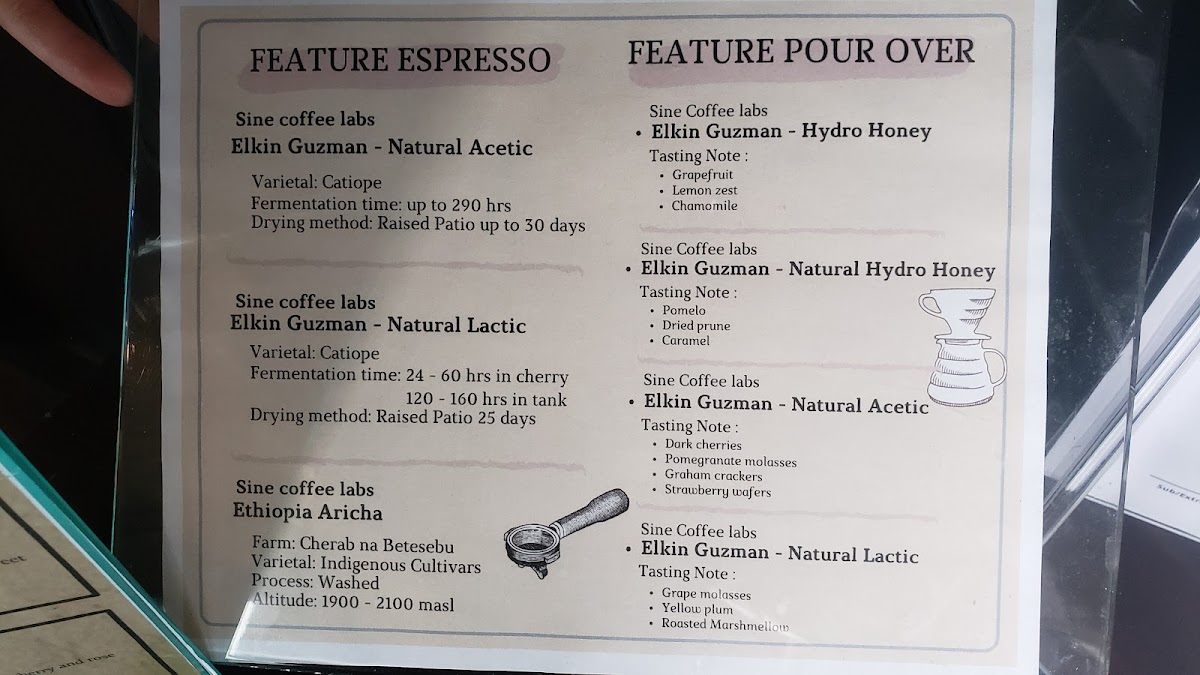 FEATURE ESPRESSO
Sine coffee labs
Elkin Guzman - Natural Acetic
Varietal: Catiope
Fermentation time: up to 290 hrs
Drying method: Raised Patio up to 30 days
Sine coffee labs
Elkin Guzman - Natural Lactic
Varietal: Catiope
Fermentation time: 24 - 60 hrs in cherry
120 - 160 hrs in tank
Drying method: Raised Patio 25 days
Sine coffee labs
Ethiopia Aricha
Farm: Cherab na Betesebu
Varietal: Indigenous Cultivars
Process: Washed
Altitude: 1900 - 2100 masl
FEATURE POUR OVER
Sine Coffee labs
• Elkin Guzman - Hydro Honey
Tasting Note :
• Grapefruit
• Lemon zest
• Chamomile
Sine Coffee labs
• Elkin Guzman - Natural Hydro Honey
Tasting Note :
• Pomelo
• Dried prune
• Caramel
Sine Coffee labs
• Elkin Guzman - Natural Acetic
Tasting Note :
• Dark cherries
• Pomegranate molasses
• Graham crackers
• Strawberry wafers
Sine Coffee labs
• Elkin Guzman - Natural Lactic
Tasting Note :
• Grape molasses
• Yellow plum
• Roasted Marshmellow
and rose